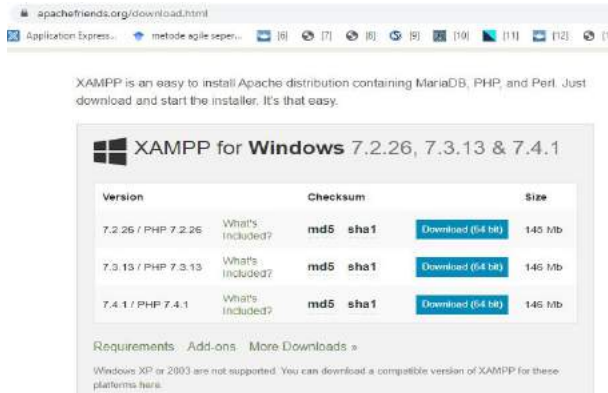 apachefriends.org/download.html
Application Express... metode agile seper... [6] [7] [8] [9] [10] [11] [12]
XAMPP is an easy to install Apache distribution containing MariaDB, PHP, and Perl. Just
download and start the installer. It's that easy.
XAMPP for Windows 7.2.26, 7.3.13 & 7.4.1
Version Checksum Size
7.2.26 / PHP 7.2.26 What's Included? md5 sha1 Download (64 bit) 145 Mb
7.3.13 / PHP 7.3.13 What's Included? md5 sha1 Download (64 bit) 146 Mb
7.4.1 / PHP 7.4.1 What's Included? md5 sha1 Download (64 bit) 146 Mb
Requirements Add-ons More Downloads »
Windows XP or 2003 are not supported. You can download a compatible version of XAMPP for these
platforms here.